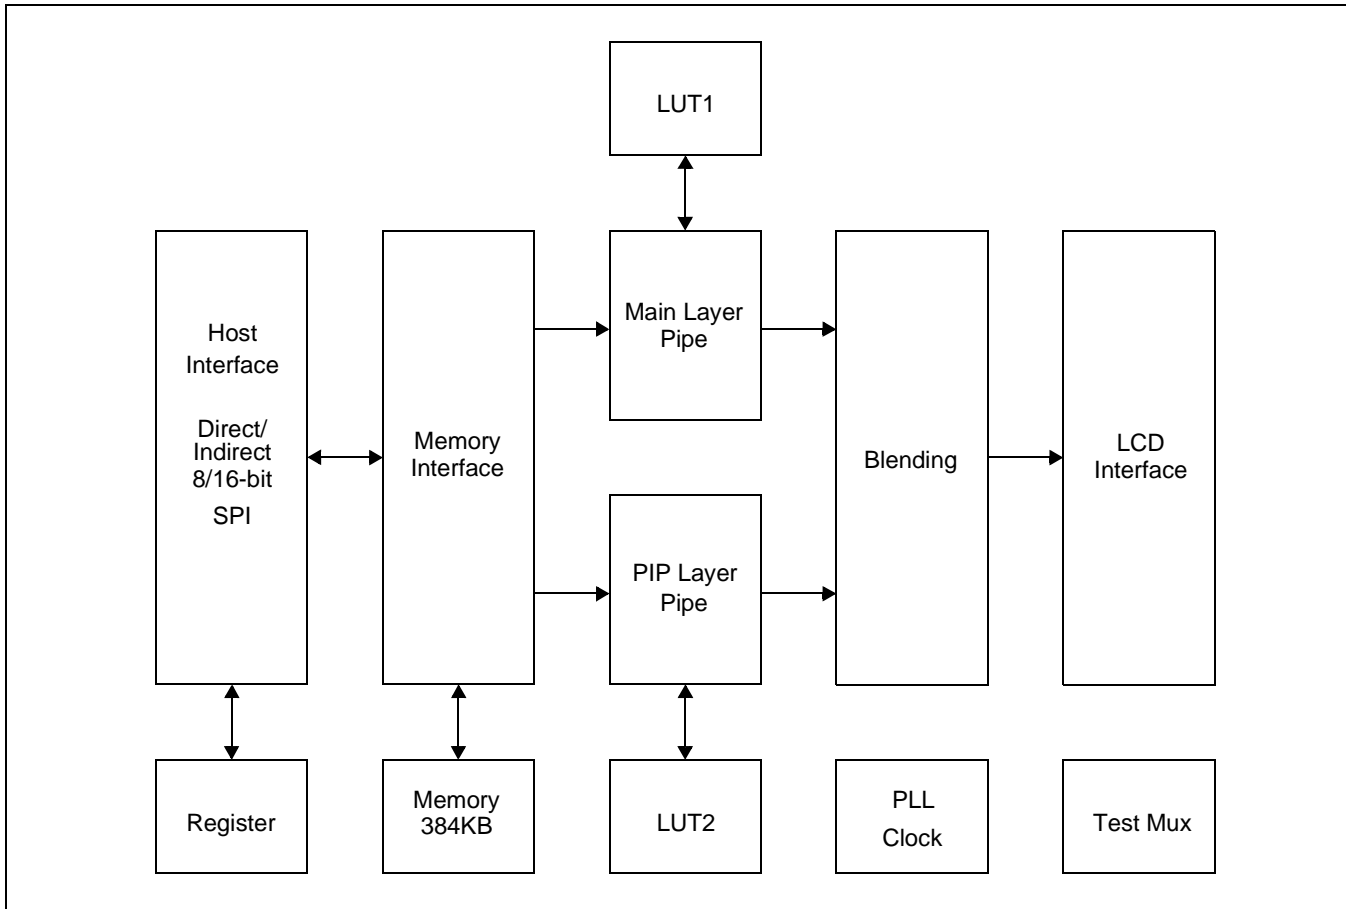 LUT1
Host
Interface
Direct/
Indirect
8/16-bit
SPI
Memory
Interface
Main Layer
Pipe
PIP Layer
Pipe
Blending
LCD
Interface
Register
Memory
384KB
LUT2
PLL
Clock
Test Mux